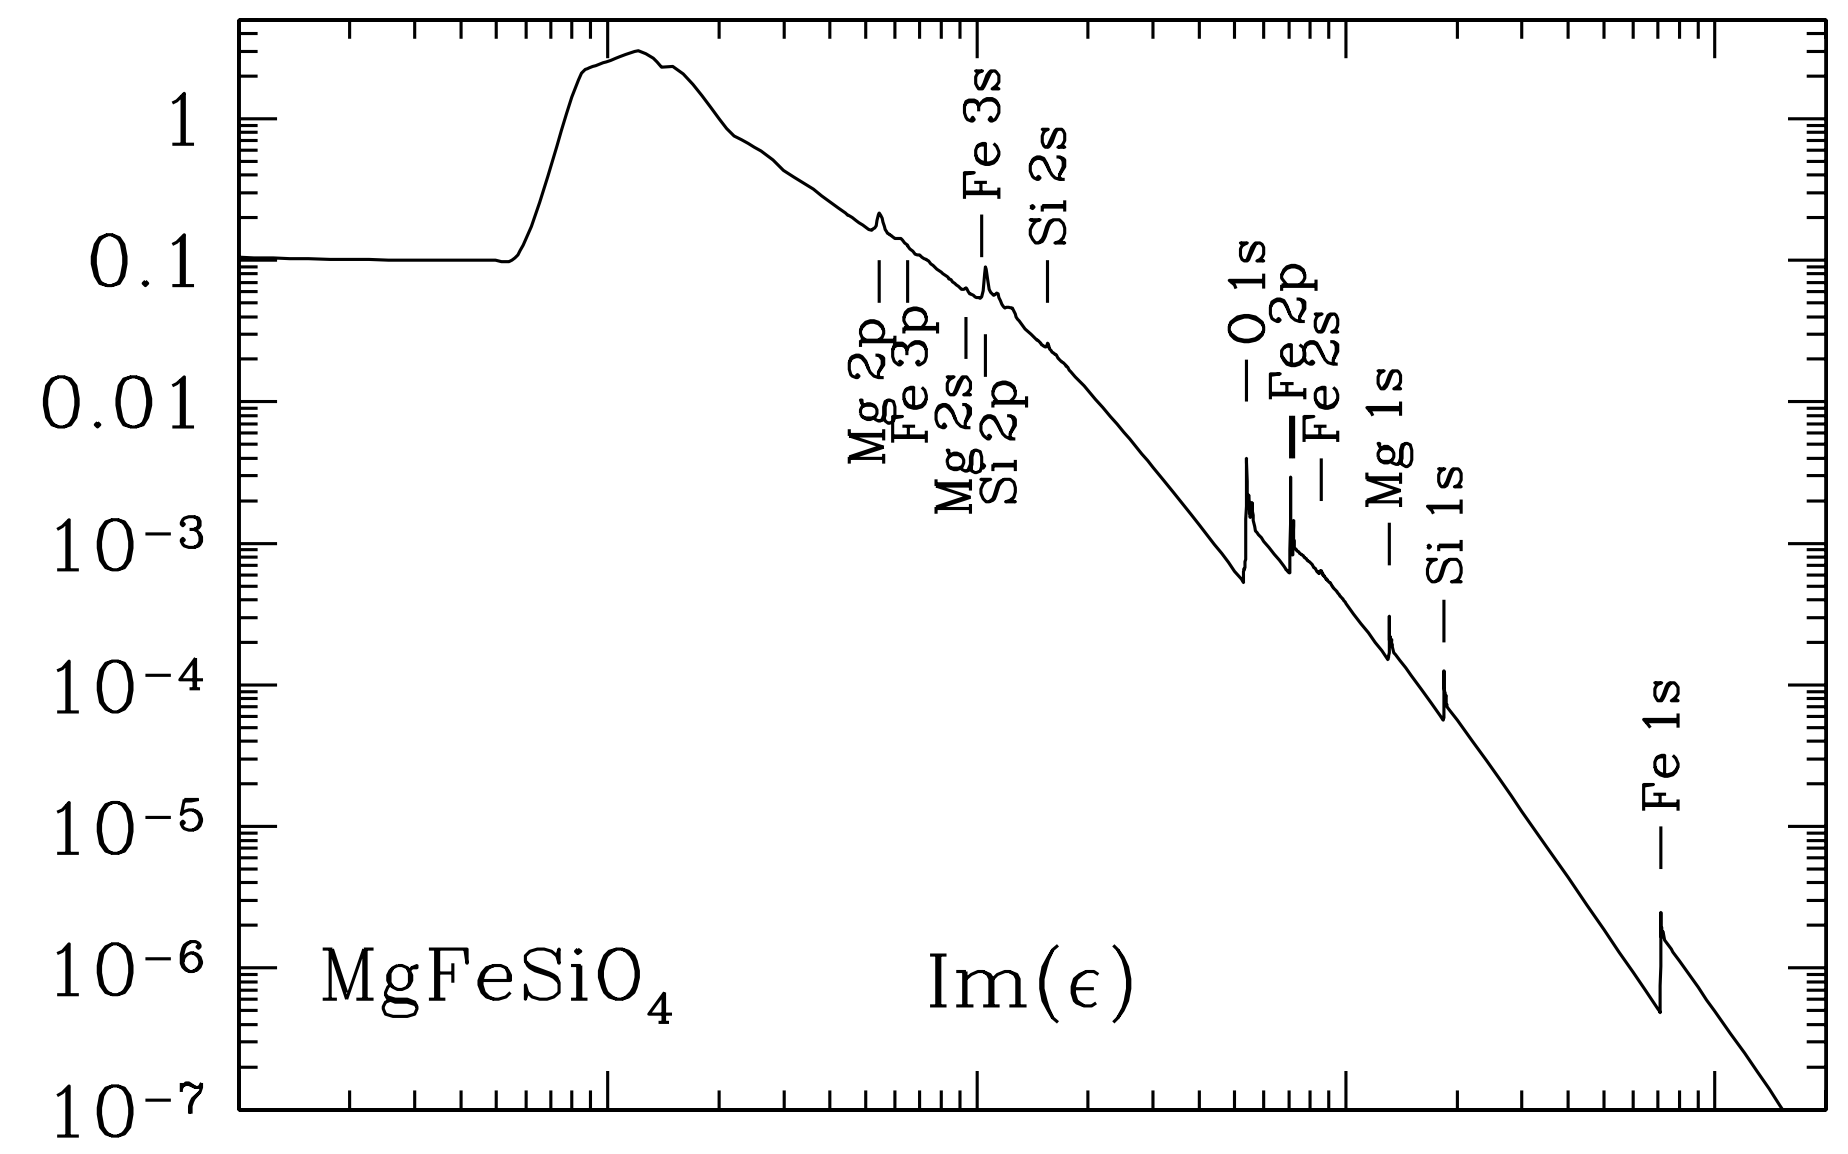 1
0.1
0.01
10⁻³
10⁻⁴
10⁻⁵
10⁻⁶
10⁻⁷
Mg 2p
Fe 3p
Mg 2s
Si 2p
Fe 3s
Si 2s
O 1s
Fe 2p
Fe 2s
Mg 1s
Si 1s
Fe 1s
MgFeSiO₄
Im(ϵ)